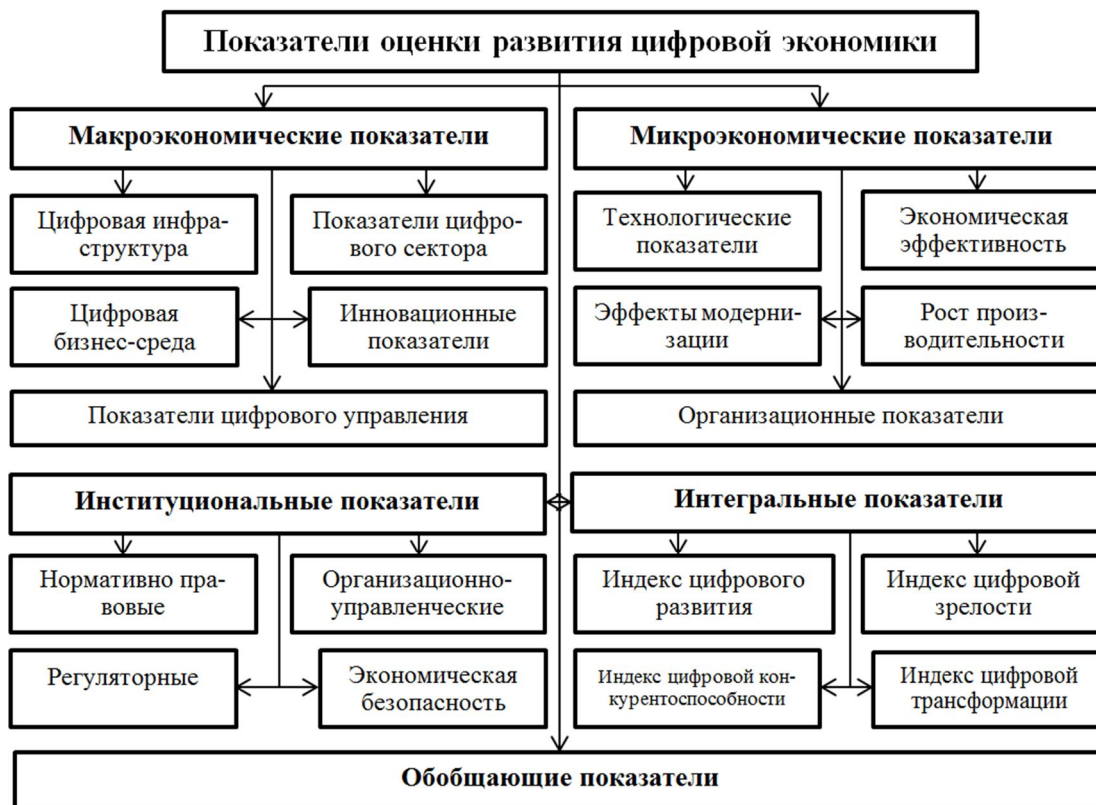 Показатели оценки развития цифровой экономики
Макроэкономические показатели
Микроэкономические показатели
Цифровая инфра-
структура
Показатели цифро-
вого сектора
Технологические
показатели
Экономическая
эффективность
Цифровая
бизнес-среда
Инновационные
показатели
Эффекты модерни-
зации
Рост произ-
водительности
Показатели цифрового управления
Организационные показатели
Институциональные показатели
Интегральные показатели
Нормативно пра-
вовые
Организационно-
управленческие
Индекс цифрового
развития
Индекс цифровой
зрелости
Регуляторные
Экономическая
безопасность
Индекс цифровой кон-
курентоспособности
Индекс цифровой
трансформации
Обобщающие показатели